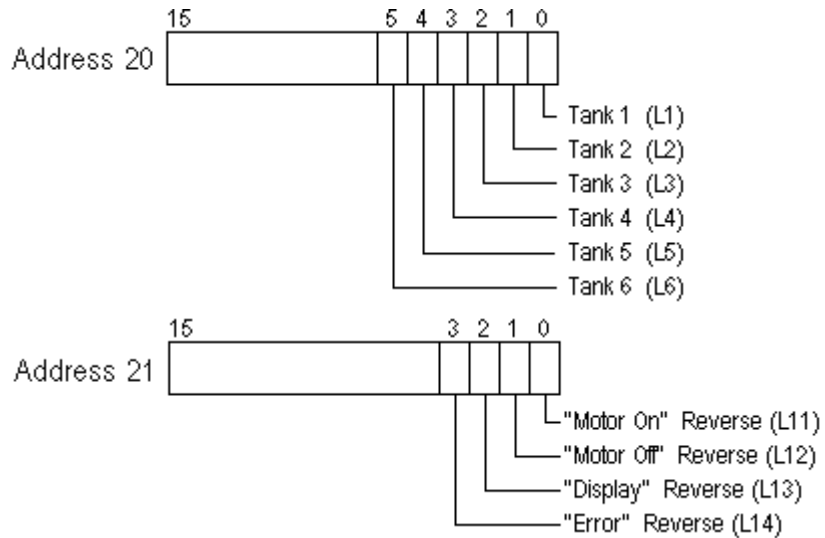 15 5 4 3 2 1 0
Address 20
Tank 1 (L1)
Tank 2 (L2)
Tank 3 (L3)
Tank 4 (L4)
Tank 5 (L5)
Tank 6 (L6)
15 3 2 1 0
Address 21
"Motor On" Reverse (L11)
"Motor Off" Reverse (L12)
"Display" Reverse (L13)
"Error" Reverse (L14)